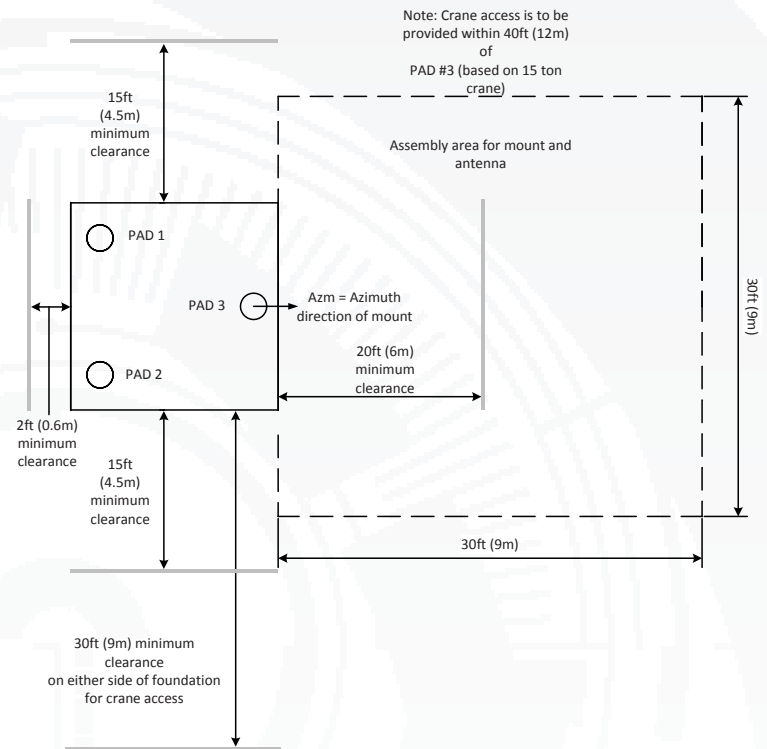 Note: Crane access is to be
provided within 40ft (12m)
of
PAD #3 (based on 15 ton
crane)
15ft
(4.5m)
minimum
clearance
Assembly area for mount and
antenna
PAD 1
PAD 3
Azm = Azimuth
direction of mount
30ft (9m)
20ft (6m)
minimum
clearance
PAD 2
2ft (0.6m)
minimum
clearance
15ft
(4.5m)
minimum
clearance
30ft (9m)
30ft (9m) minimum
clearance
on either side of foundation
for crane access